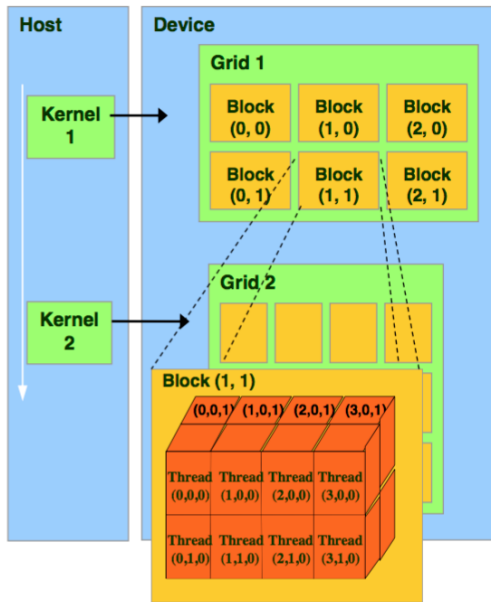 Host
Device
Grid 1
Kernel
1
Block
(0, 0)
Block
(1, 0)
Block
(2, 0)
Block
(0, 1)
Block
(1, 1)
Block
(2, 1)
Grid 2
Kernel
2
Block (1, 1)
(0,0,1) (1,0,1) (2,0,1) (3,0,1)
Thread
(0,0,0)
Thread
(1,0,0)
Thread
(2,0,0)
Thread
(3,0,0)
Thread
(0,1,0)
Thread
(1,1,0)
Thread
(2,1,0)
Thread
(3,1,0)